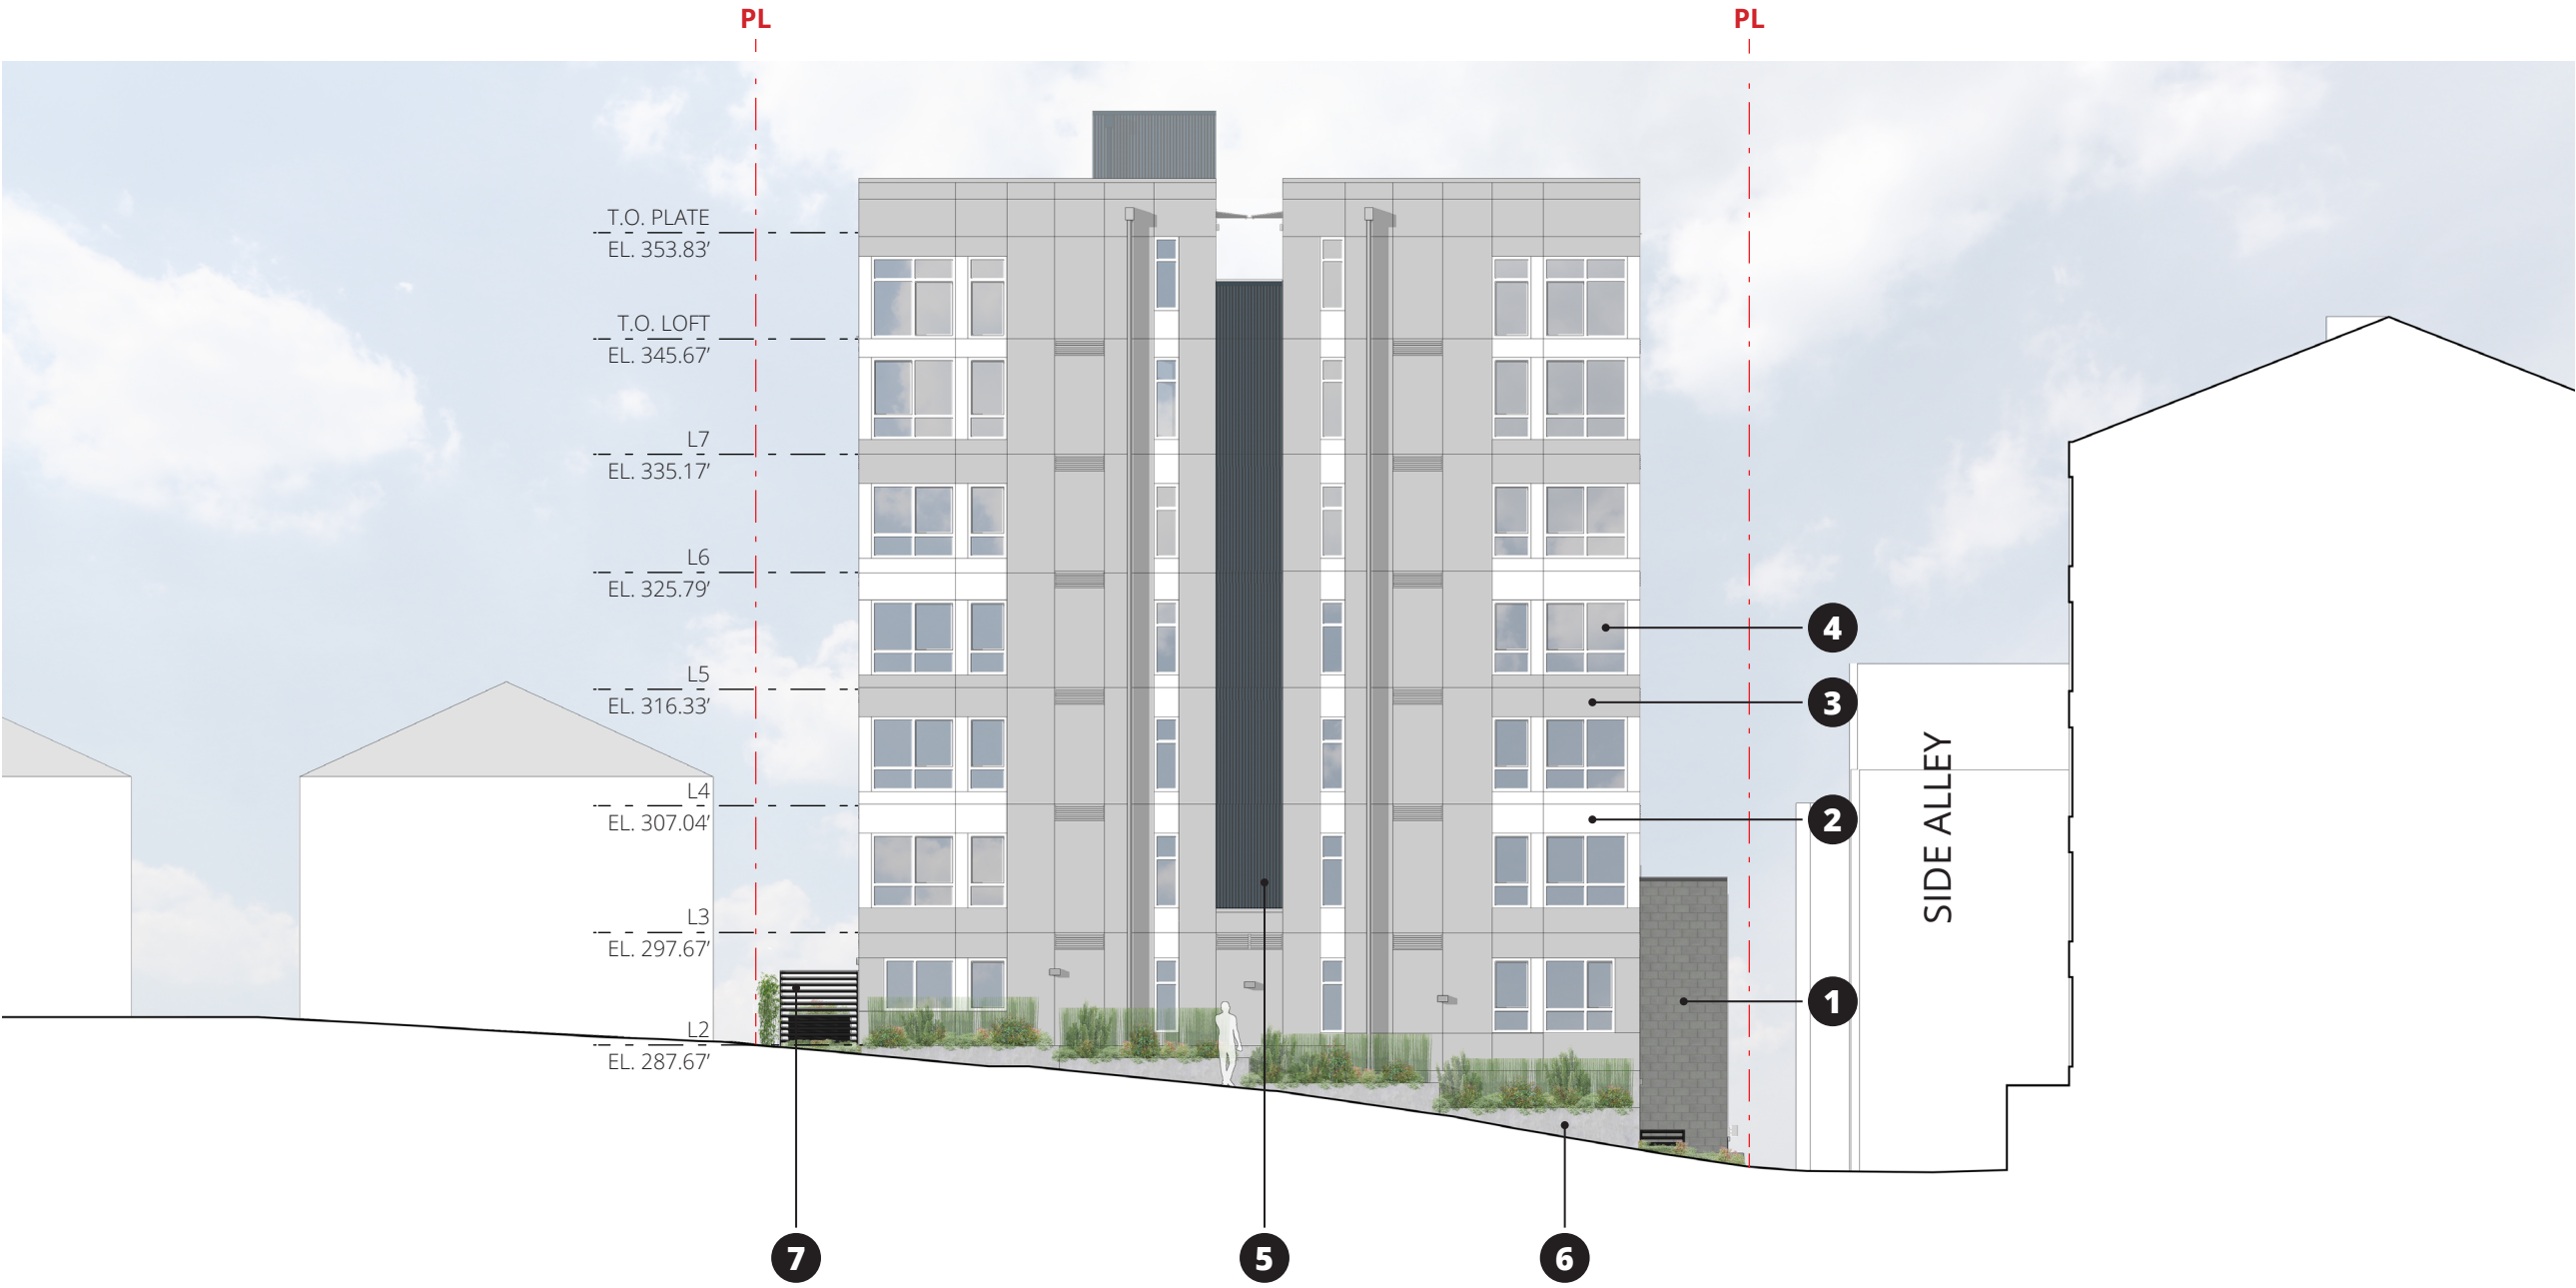 PL
PL
T.O. PLATE
EL. 353.83’
T.O. LOFT
EL. 345.67’
L7
EL. 335.17’
L6
EL. 325.79’
L5
EL. 316.33’
L4
EL. 307.04’
L3
EL. 297.67’
L2
EL. 287.67’
4
3
2
1
SIDE ALLEY
7
5
6